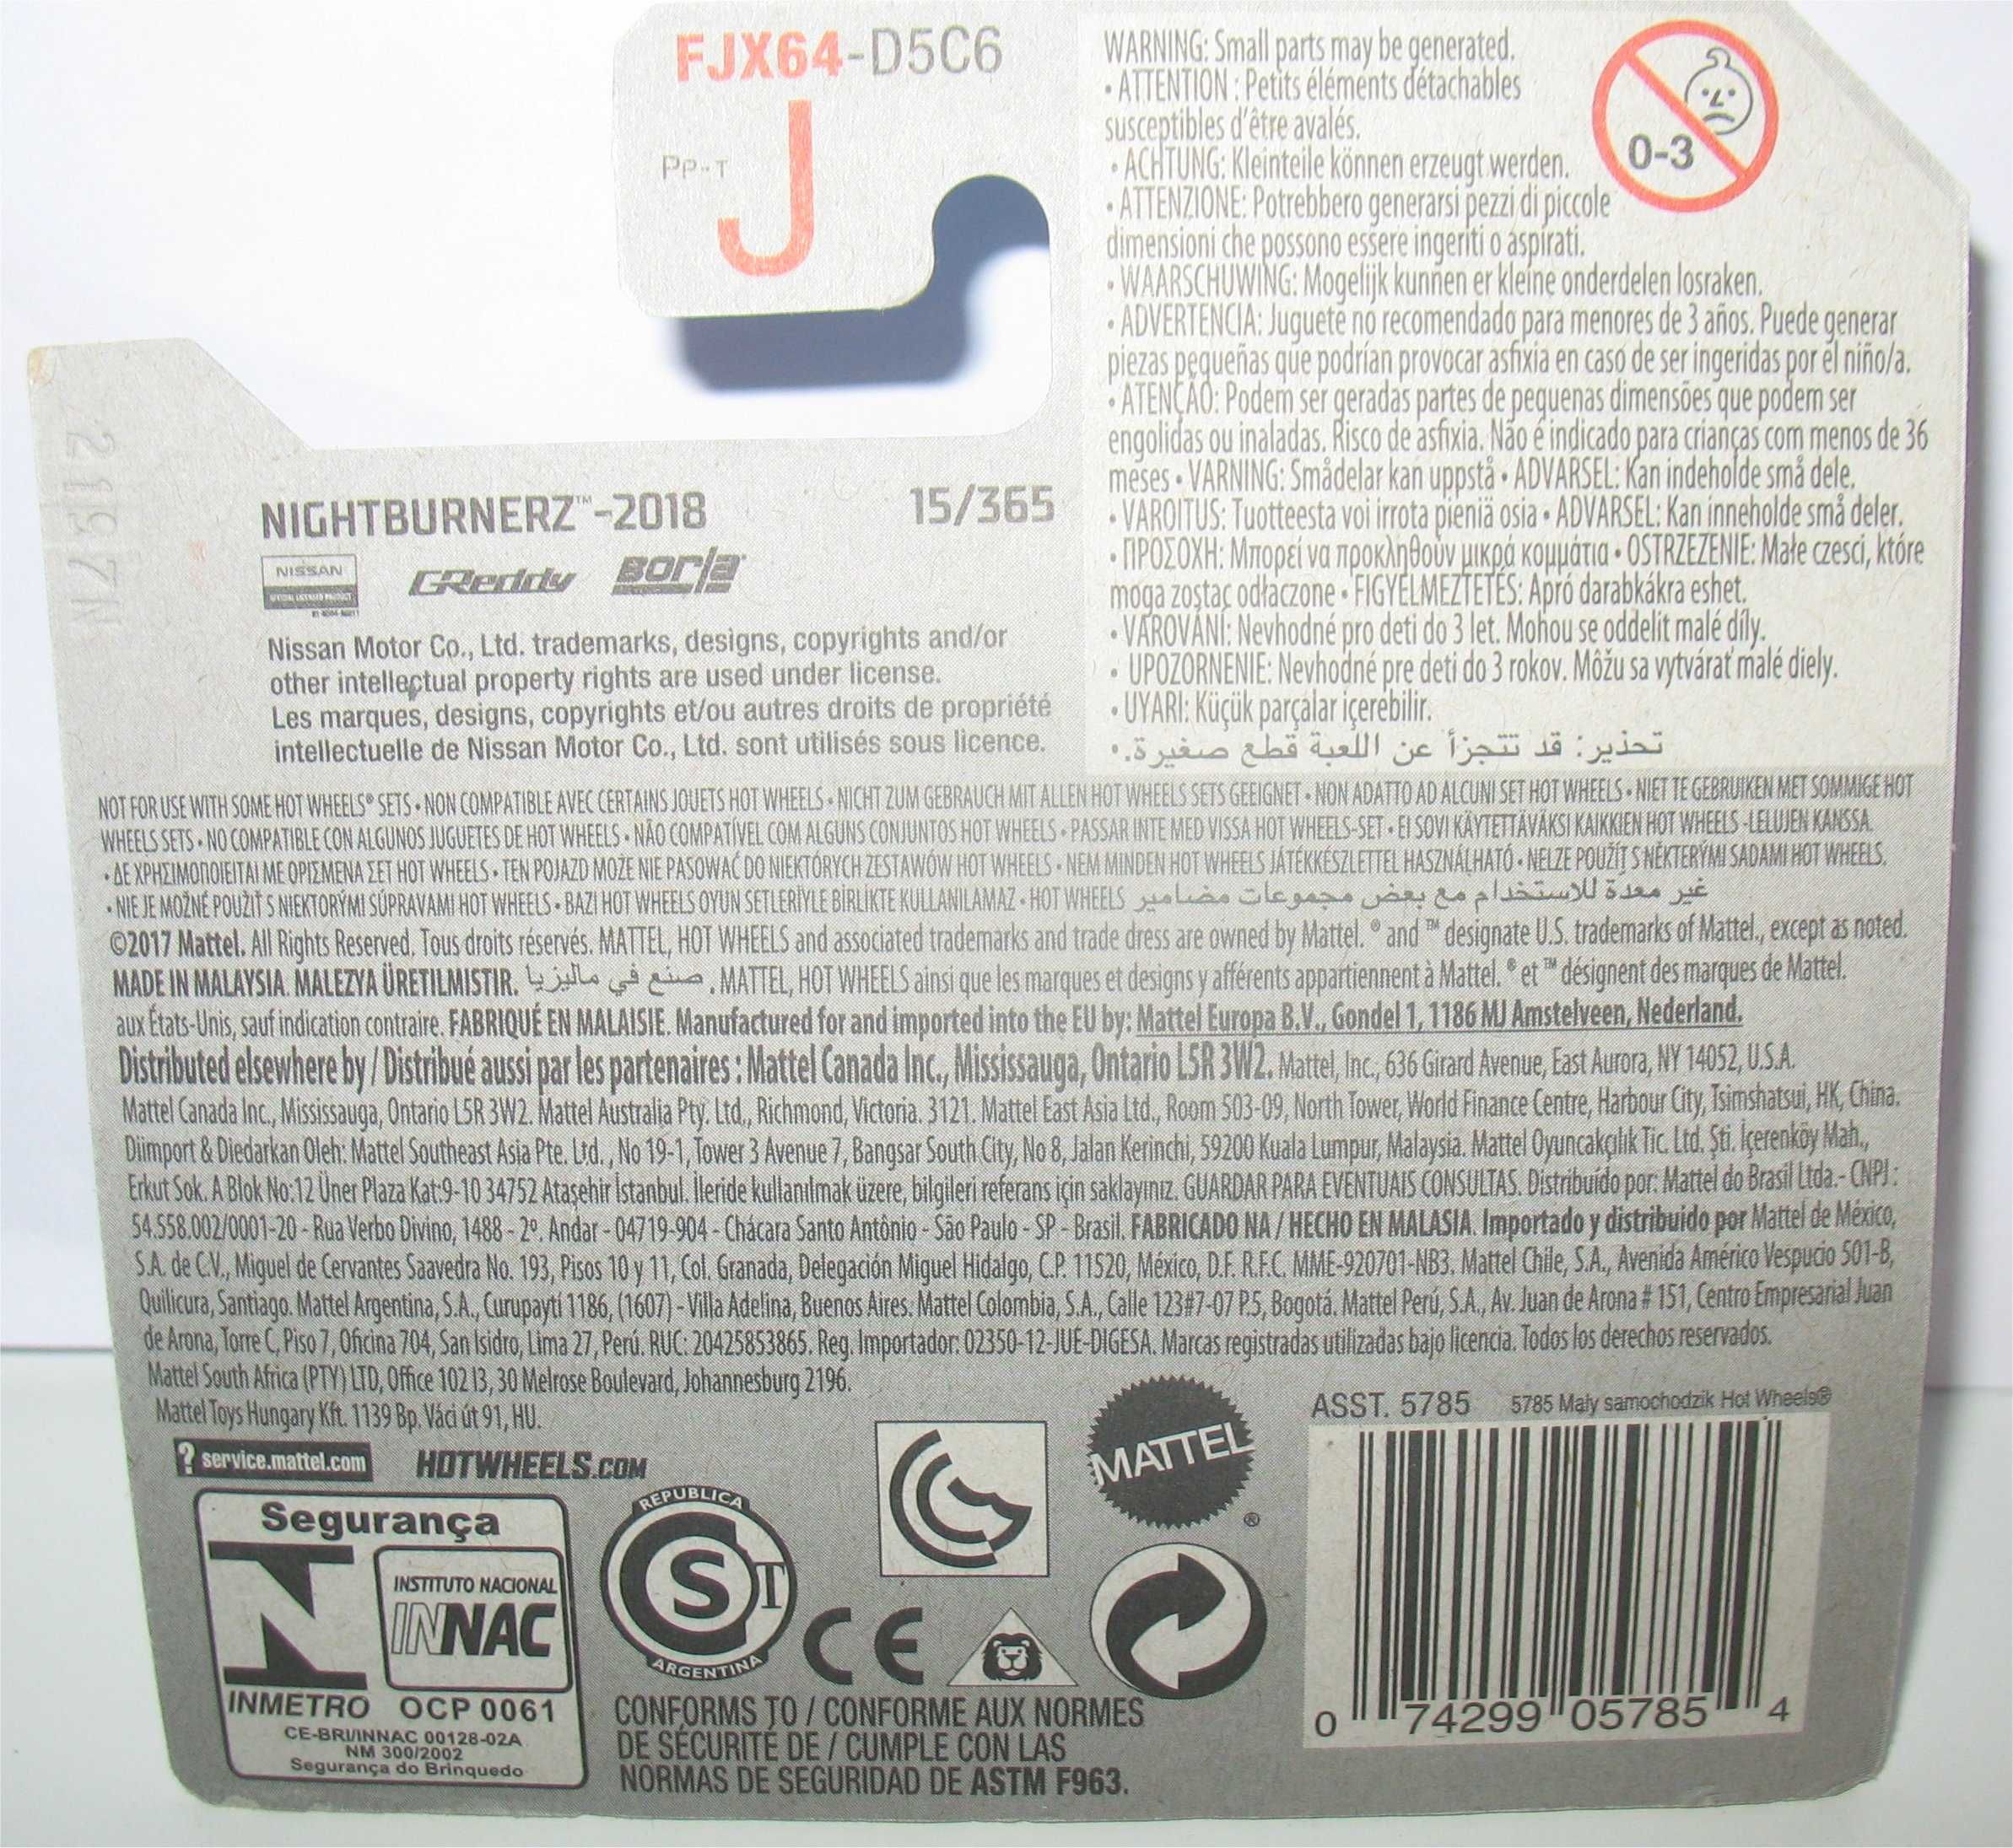 FJX64-D5C6
PP-T
J
WARNING: Small parts may be generated.
• ATTENTION : Petits éléments détachables
susceptibles d'être avalés.
• ACHTUNG: Kleinteile können erzeugt werden.
• ATTENZIONE: Potrebbero generarsi pezzi di piccole
dimensioni che possono essere ingeriti o aspirati.
• WAARSCHUWING: Mogelijk kunnen er kleine onderdelen losraken.
• ADVERTENCIA: Juguete no recomendado para menores de 3 años. Puede generar
piezas pequeñas que podrían provocar asfixia en caso de ser ingeridas por el niño/a.
• ATENÇÃO: Podem ser geradas partes de pequenas dimensões que podem ser
engolidas ou inaladas. Risco de asfixia. Não é indicado para crianças com menos de 36
meses • VARNING: Smådelar kan uppstå • ADVARSEL: Kan indeholde små dele.
• VAROITUS: Tuotteesta voi irrota pieniä osia • ADVARSEL: Kan inneholde små deler.
• ΠΡΟΣΟΧΗ: Μπορεί να προκληθούν μικρά κομμάτια • OSTRZEZENIE: Małe czesci, które
moga zostac odłaczone • FIGYELMEZTETÉS: Apró darabkákra eshet.
• VAROVÁNÍ: Nevhodné pro deti do 3 let. Mohou se oddelit malé díly.
• UPOZORNENIE: Nevhodné pre deti do 3 rokov. Môžu sa vytvárať malé diely.
• UYARI: Küçük parçalar içerebilir.
تحذير: قد تتجزأ عن اللعبة قطع صغيرة. •
0-3
2197N
NIGHTBURNERZ™-2018
15/365
NISSAN
GReddy
BORla
Nissan Motor Co., Ltd. trademarks, designs, copyrights and/or
other intellectual property rights are used under license.
Les marques, designs, copyrights et/ou autres droits de propriété
intellectuelle de Nissan Motor Co., Ltd. sont utilisés sous licence.
NOT FOR USE WITH SOME HOT WHEELS® SETS • NON COMPATIBLE AVEC CERTAINS JOUETS HOT WHEELS • NICHT ZUM GEBRAUCH MIT ALLEN HOT WHEELS SETS GEEIGNET • NON ADATTO AD ALCUNI SET HOT WHEELS • NIET TE GEBRUIKEN MET SOMMIGE HOT
WHEELS SETS • NO COMPATIBLE CON ALGUNOS JUGUETES DE HOT WHEELS • NÃO COMPATÍVEL COM ALGUNS CONJUNTOS HOT WHEELS • PASSAR INTE MED VISSA HOT WHEELS-SET • EI SOVI KÄYTETTÄVÄKSI KAIKKIEN HOT WHEELS -LELUJEN KANSSA.
• ΔΕ ΧΡΗΣΙΜΟΠΟΙΕΙΤΑΙ ΜΕ ΟΡΙΣΜΕΝΑ ΣΕΤ HOT WHEELS • TEN POJAZD MOŻE NIE PASOWAĆ DO NIEKTÓRYCH ZESTAWÓW HOT WHEELS • NEM MINDEN HOT WHEELS JÁTÉKKÉSZLETTEL HASZNÁLHATÓ • NELZE POUŽÍT S NĚKTERÝMI SADAMI HOT WHEELS.
• NIE JE MOŽNÉ POUŽIŤ S NIEKTORÝMI SÚPRAVAMI HOT WHEELS • BAZI HOT WHEELS OYUN SETLERİYLE BİRLİKTE KULLANILAMAZ • HOT WHEELS غير معدة للاستخدام مع بعض مجموعات مضامير
©2017 Mattel. All Rights Reserved. Tous droits réservés. MATTEL, HOT WHEELS and associated trademarks and trade dress are owned by Mattel. ® and ™ designate U.S. trademarks of Mattel., except as noted.
MADE IN MALAYSIA. MALEZYA ÜRETILMISTIR. صنع في ماليزيا. MATTEL, HOT WHEELS ainsi que les marques et designs y afférents appartiennent à Mattel. ® et ™ désignent des marques de Mattel.
aux États-Unis, sauf indication contraire. FABRIQUÉ EN MALAISIE. Manufactured for and imported into the EU by: Mattel Europa B.V., Gondel 1, 1186 MJ Amstelveen, Nederland.
Distributed elsewhere by / Distribué aussi par les partenaires : Mattel Canada Inc., Mississauga, Ontario L5R 3W2. Mattel, Inc., 636 Girard Avenue, East Aurora, NY 14052, U.S.A.
Mattel Canada Inc., Mississauga, Ontario L5R 3W2. Mattel Australia Pty. Ltd., Richmond, Victoria. 3121. Mattel East Asia Ltd., Room 503-09, North Tower, World Finance Centre, Harbour City, Tsimshatsui, HK, China.
Diimport & Diedarkan Oleh: Mattel Southeast Asia Pte. Ltd. , No 19-1, Tower 3 Avenue 7, Bangsar South City, No 8, Jalan Kerinchi, 59200 Kuala Lumpur, Malaysia. Mattel Oyuncakçılık Tic. Ltd. Şti. İçerenköy Mah.,
Erkut Sok. A Blok No:12 Üner Plaza Kat:9-10 34752 Ataşehir İstanbul. İleride kullanılmak üzere, bilgileri referans için saklayınız. GUARDAR PARA EVENTUAIS CONSULTAS. Distribuído por: Mattel do Brasil Ltda.- CNPJ :
54.558.002/0001-20 - Rua Verbo Divino, 1488 - 2º. Andar - 04719-904 - Chácara Santo Antônio - São Paulo - SP - Brasil. FABRICADO NA / HECHO EN MALASIA. Importado y distribuido por Mattel de México,
S.A. de C.V., Miguel de Cervantes Saavedra No. 193, Pisos 10 y 11, Col. Granada, Delegación Miguel Hidalgo, C.P. 11520, México, D.F. R.F.C. MME-920701-NB3. Mattel Chile, S.A., Avenida Américo Vespucio 501-B,
Quilicura, Santiago. Mattel Argentina, S.A., Curupaytí 1186, (1607) - Villa Adelina, Buenos Aires. Mattel Colombia, S.A., Calle 123#7-07 P.5, Bogotá. Mattel Perú, S.A., Av. Juan de Arona # 151, Centro Empresarial Juan
de Arona, Torre C, Piso 7, Oficina 704, San Isidro, Lima 27, Perú. RUC: 20425853865. Reg. Importador: 02350-12-JUE-DIGESA. Marcas registradas utilizadas bajo licencia. Todos los derechos reservados.
Mattel South Africa (PTY) LTD, Office 102 I3, 30 Melrose Boulevard, Johannesburg 2196.
Mattel Toys Hungary Kft. 1139 Bp. Váci út 91, HU.
? service.mattel.com
HOTWHEELS.COM
MATTEL ®
ASST. 5785
5785 Mały samochodzik Hot Wheels®
Segurança
INSTITUTO NACIONAL
INNAC
INMETRO OCP 0061
CE-BRI/INNAC 00128-02A
NM 300/2002
Segurança do Brinquedo
REPUBLICA
S T
ARGENTINA
CE
CONFORMS TO / CONFORME AUX NORMES
DE SÉCURITÉ DE / CUMPLE CON LAS
NORMAS DE SEGURIDAD DE ASTM F963.
0 74299 05785 4